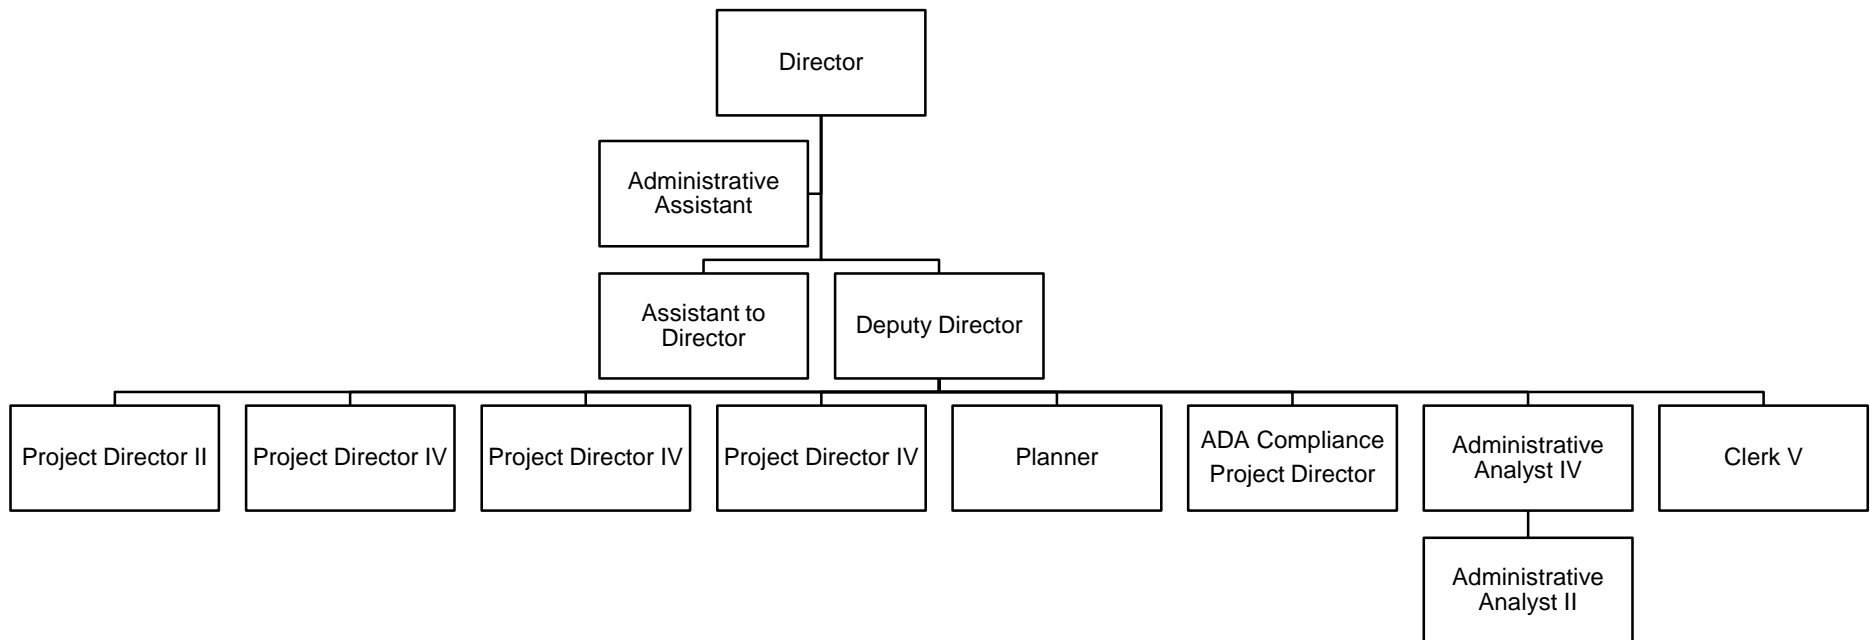 Director
Administrative
Assistant
Assistant to
Director
Deputy Director
Project Director II
Project Director IV
Project Director IV
Project Director IV
Planner
ADA Compliance
Project Director
Administrative
Analyst IV
Clerk V
Administrative
Analyst II